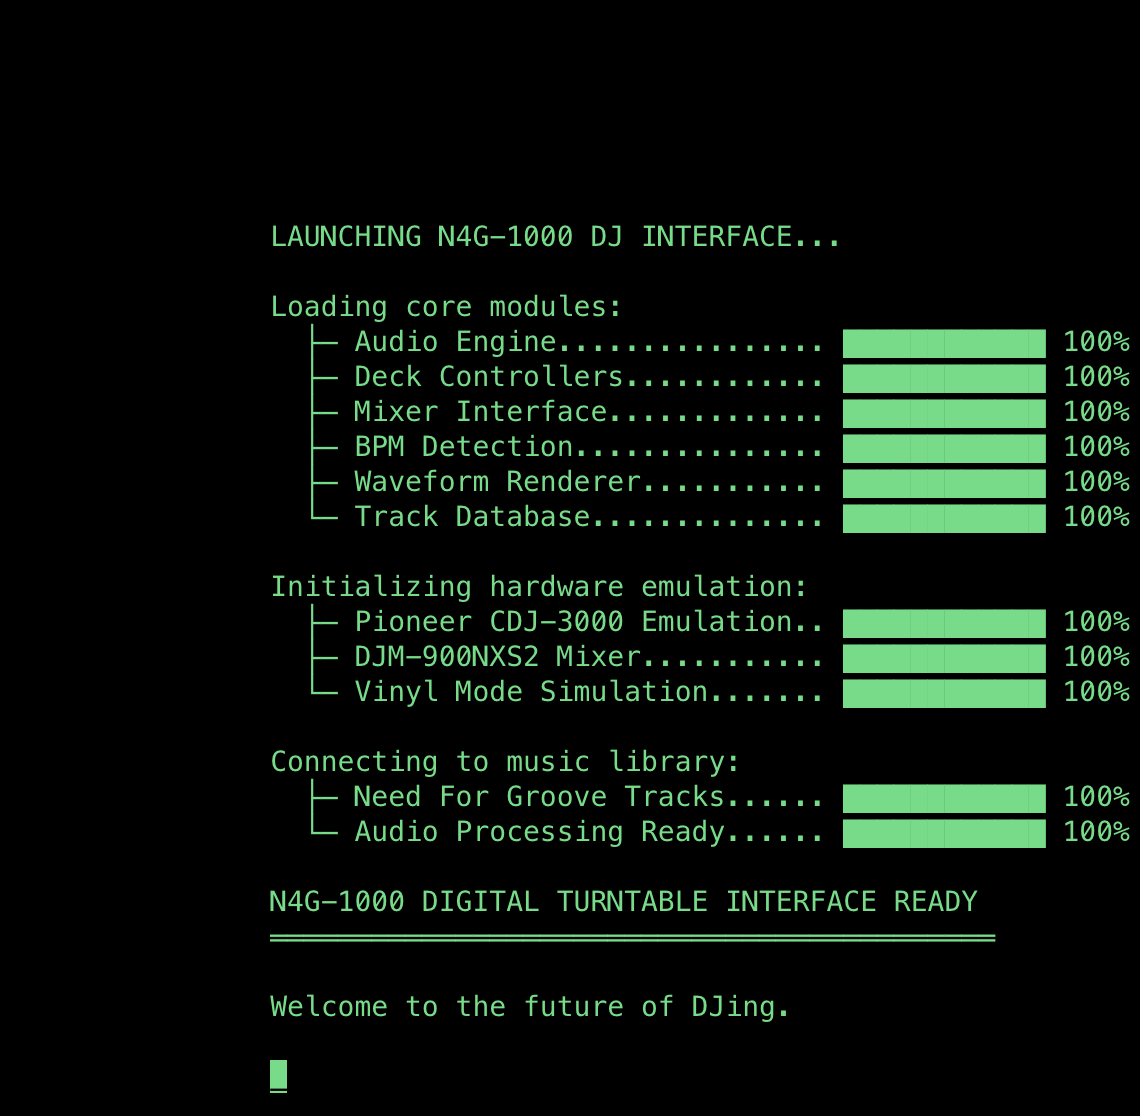 LAUNCHING N4G-1000 DJ INTERFACE...
Loading core modules:
├─ Audio Engine................ ████████████ 100%
├─ Deck Controllers............ ████████████ 100%
├─ Mixer Interface............. ████████████ 100%
├─ BPM Detection............... ████████████ 100%
├─ Waveform Renderer........... ████████████ 100%
└─ Track Database.............. ████████████ 100%
Initializing hardware emulation:
├─ Pioneer CDJ-3000 Emulation.. ████████████ 100%
├─ DJM-900NXS2 Mixer........... ████████████ 100%
└─ Vinyl Mode Simulation....... ████████████ 100%
Connecting to music library:
├─ Need For Groove Tracks...... ████████████ 100%
└─ Audio Processing Ready...... ████████████ 100%
N4G-1000 DIGITAL TURNTABLE INTERFACE READY
═══════════════════════════════════════════
Welcome to the future of DJing.